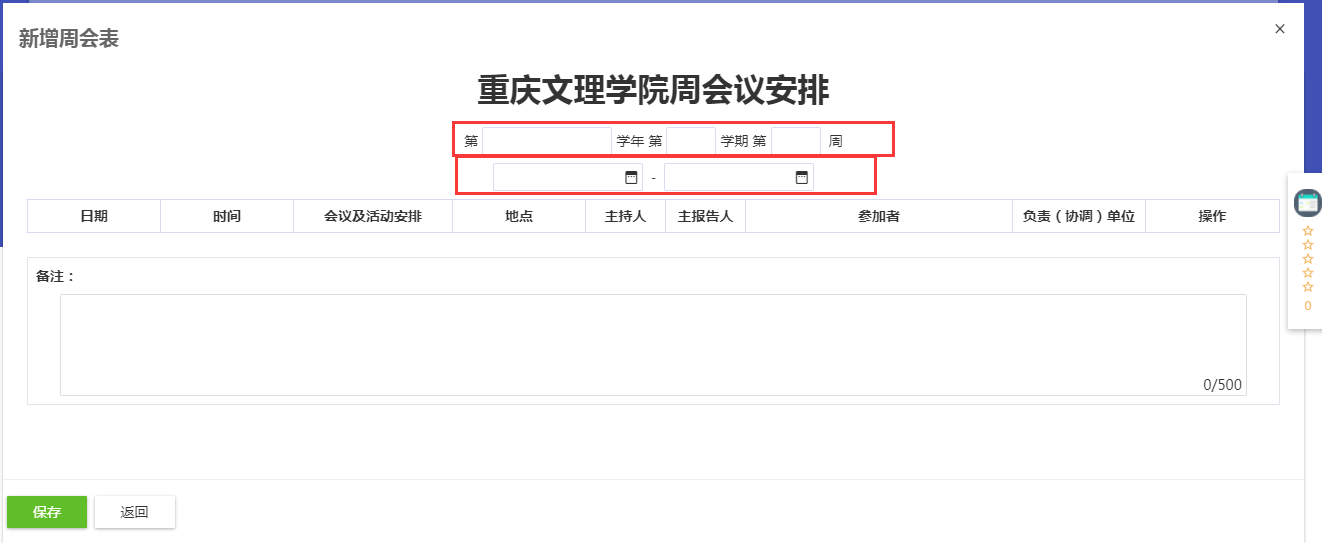 新增周会表
×
重庆文理学院周会议安排
第 学年 第 学期 第 周
-
日期 时间 会议及活动安排 地点 主持人 主报告人 参加者 负责（协调）单位 操作
备注：
0/500
0
保存 返回